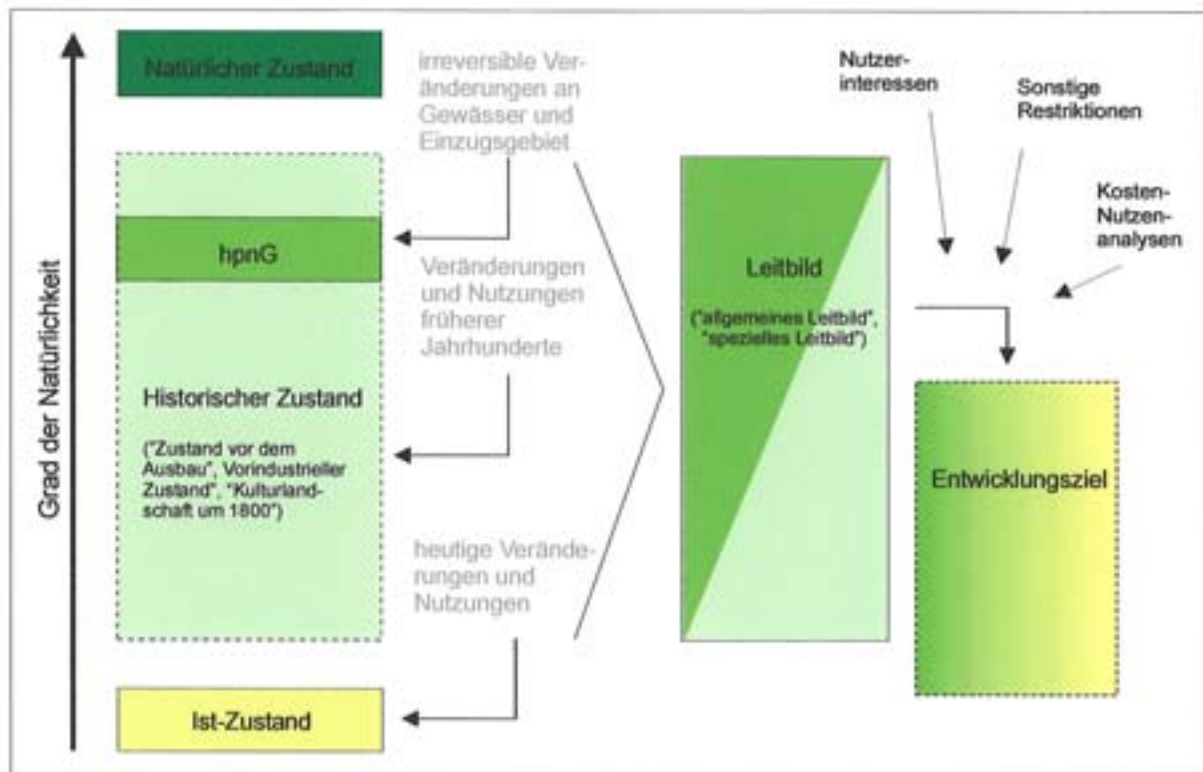 Grad der Natürlichkeit
Natürlicher Zustand
hpnG
Historischer Zustand
("Zustand vor dem
Ausbau", Vorindustrieller
Zustand", "Kulturland-
schaft um 1800")
Ist-Zustand
irreversible Ver-
änderungen an
Gewässer und
Einzugsgebiet
Veränderungen
und Nutzungen
früherer
Jahrhunderte
heutige Verände-
rungen und
Nutzungen
Leitbild
("allgemeines Leitbild",
"spezielles Leitbild")
Nutzer-
interessen
Sonstige
Restriktionen
Kosten-
Nutzen-
analysen
Entwicklungsziel